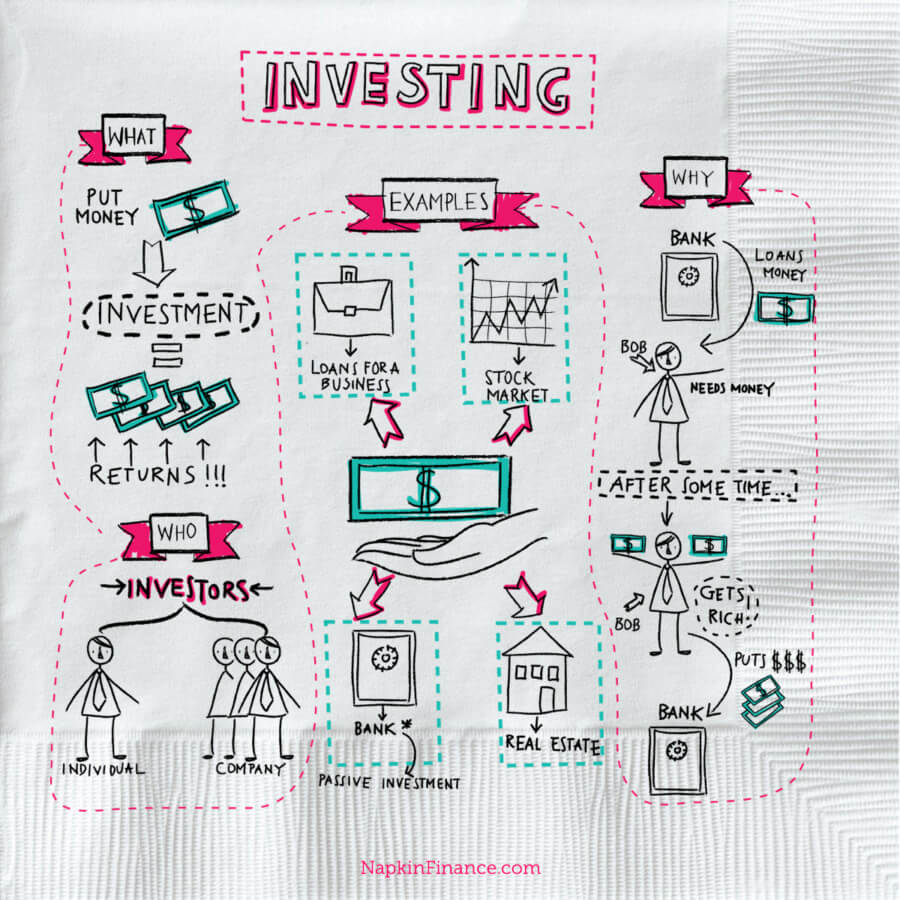 INVESTING
WHAT
PUT
MONEY
$
INVESTMENT
=
$ $ $ $
RETURNS !!!
WHO
INVESTORS
INDIVIDUAL
COMPANY
EXAMPLES
LOANS FOR A
BUSINESS
STOCK
MARKET
$
BANK *
PASSIVE INVESTMENT
REAL ESTATE
WHY
BANK
LOANS
MONEY
$
BOB
NEEDS MONEY
AFTER SOME TIME...
$ $
GETS
RICH
BOB
PUTS $$$
$
BANK
NapkinFinance.com